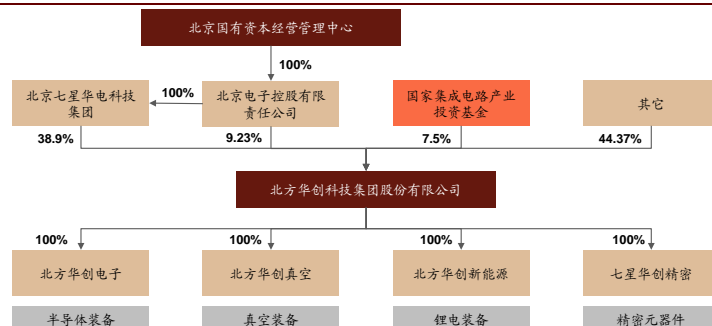 北京国有资本经营管理中心
100%
北京七星华电科技
集团
100%
北京电子控股有限
责任公司
国家集成电路产业
投资基金
其它
38.9%
9.23%
7.5%
44.37%
北方华创科技集团股份有限公司
100%
100%
100%
100%
北方华创电子
北方华创真空
北方华创新能源
七星华创精密
半导体装备
真空装备
锂电装备
精密元器件